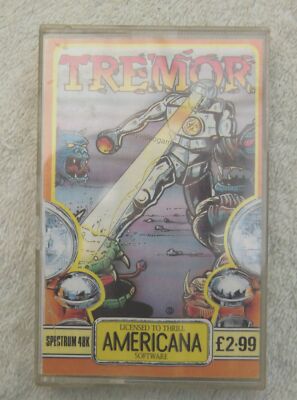 TREMOR
LICENSED TO THRILL
SPECTRUM 48K
AMERICANA
£2·99
SOFTWARE